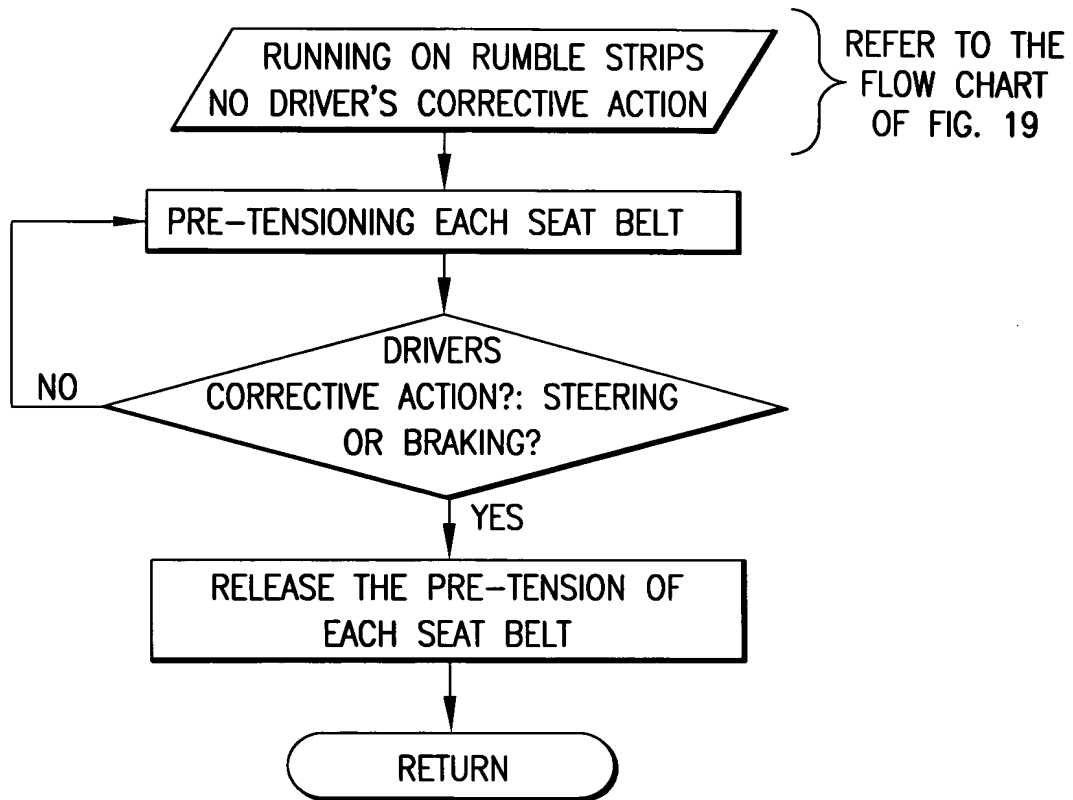 RUNNING ON RUMBLE STRIPS
NO DRIVER'S CORRECTIVE ACTION
REFER TO THE
FLOW CHART
OF FIG. 19
PRE-TENSIONING EACH SEAT BELT
DRIVERS
CORRECTIVE ACTION?: STEERING
OR BRAKING?
NO
YES
RELEASE THE PRE-TENSION OF
EACH SEAT BELT
RETURN